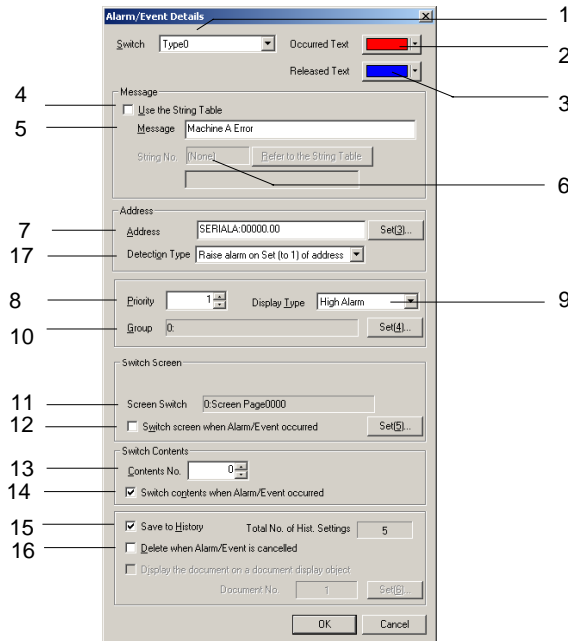 Alarm/Event Details
1
Switch Type0 Occurred Text
2
Released Text
3
4
Message
Use the String Table
5
Message Machine A Error
String No. (None) Refer to the String Table
6
Address
7
Address SERIALA:00000.00 Set(3)...
17
Detection Type Raise alarm on Set (to 1) of address
8
Priority 1 Display Type High Alarm
9
10
Group 0: Set(4)...
Switch Screen
11
Screen Switch 0:Screen Page0000
12
Switch screen when Alarm/Event occurred Set(5)...
Switch Contents
13
Contents No. 0
14
Switch contents when Alarm/Event occurred
15
Save to History Total No. of Hist. Settings 5
16
Delete when Alarm/Event is cancelled
Display the document on a document display object
Document No. 1 Set(6)...
OK Cancel